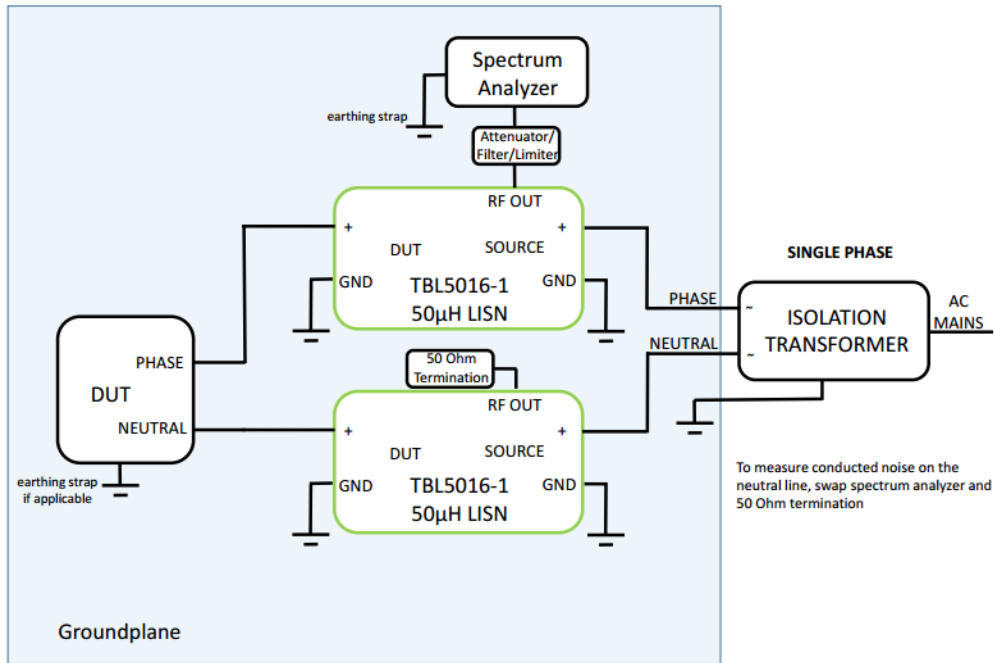 Spectrum
Analyzer
earthing strap
Attenuator/
Filter/Limiter
RF OUT
+
+
DUT
SOURCE
GND
TBL5016-1
GND
50µH LISN
SINGLE PHASE
PHASE
~
ISOLATION
TRANSFORMER
AC
MAINS
NEUTRAL
~
PHASE
DUT
NEUTRAL
earthing strap
if applicable
50 Ohm
Termination
RF OUT
+
+
DUT
SOURCE
GND
TBL5016-1
GND
50µH LISN
To measure conducted noise on the
neutral line, swap spectrum analyzer and
50 Ohm termination
Groundplane